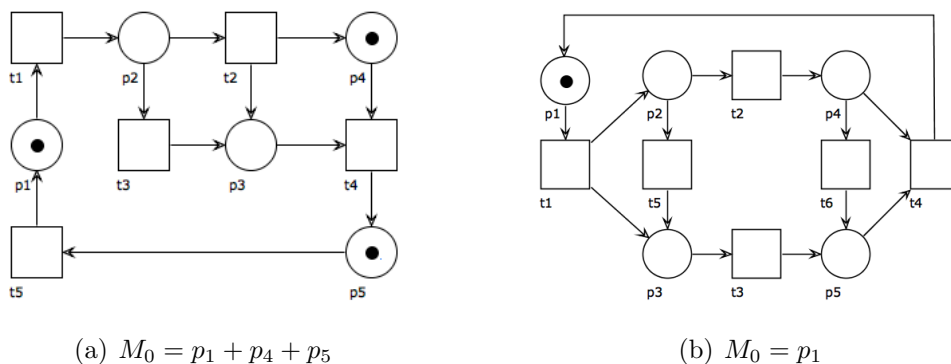 t1 p2 t2 p4
p1 t3 p3 t4
t5 p5
(a) M₀ = p₁ + p₄ + p₅
p1 p2 t2 p4
t1 t5 t6 t4
p3 t3 p5
(b) M₀ = p₁